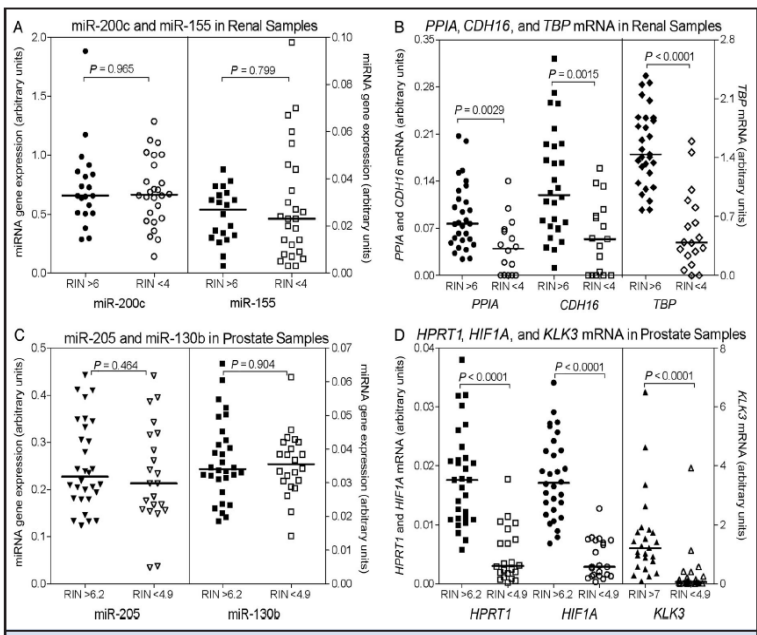 A miR-200c and miR-155 in Renal Samples
miRNA gene expression (arbitrary units)
2.0
1.5
1.0
0.5
0.0
P = 0.965
P = 0.799
0.10
0.08
0.06
0.04
0.02
0.00
miRNA gene expression (arbitrary units)
RIN >6 RIN <4 RIN >6 RIN <4
miR-200c miR-155
B PPIA, CDH16, and TBP mRNA in Renal Samples
PPIA and CDH16 mRNA (arbitrary units)
0.35
0.28
0.21
0.14
0.07
0.00
P = 0.0029
P = 0.0015
P < 0.0001
2.8
2.1
1.4
0.7
0.0
TBP mRNA (arbitrary units)
RIN >6 RIN <4 RIN >6 RIN <4 RIN >6 RIN <4
PPIA CDH16 TBP
C miR-205 and miR-130b in Prostate Samples
miRNA gene expression (arbitrary units)
0.5
0.4
0.3
0.2
0.1
0.0
P = 0.464
P = 0.904
0.07
0.06
0.05
0.04
0.03
0.02
0.01
0.00
miRNA gene expression (arbitrary units)
RIN >6.2 RIN <4.9 RIN >6.2 RIN <4.9
miR-205 miR-130b
D HPRT1, HIF1A, and KLK3 mRNA in Prostate Samples
HPRT1 and HIF1A mRNA (arbitrary units)
0.04
0.03
0.02
0.01
0.00
P <0.0001
P <0.0001
P <0.0001
8
6
4
2
0
KLK3 mRNA (arbitrary units)
RIN >6.2 RIN <4.9 RIN >6.2 RIN <4.9 RIN >7 RIN <4.9
HPRT1 HIF1A KLK3